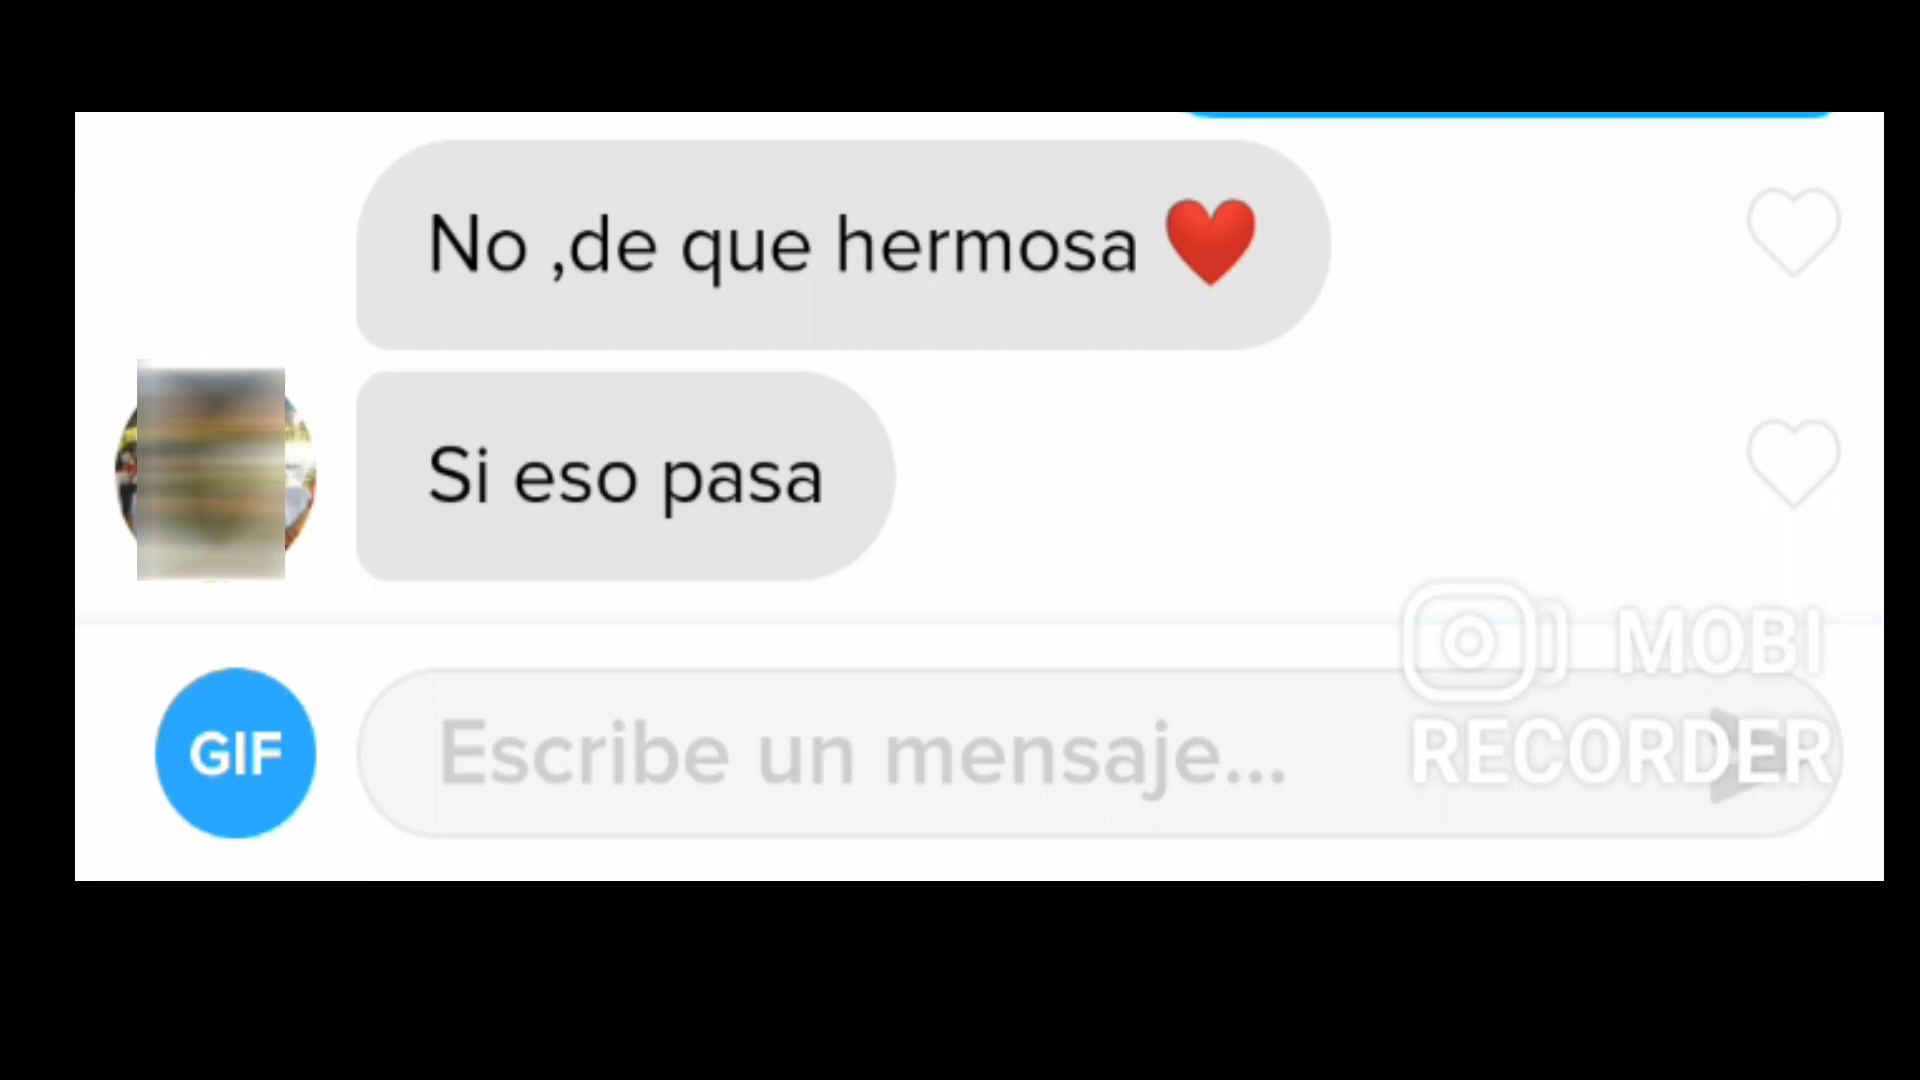 No ,de que hermosa ❤️
Si eso pasa
MOBI
RECORDER
GIF
Escribe un mensaje...